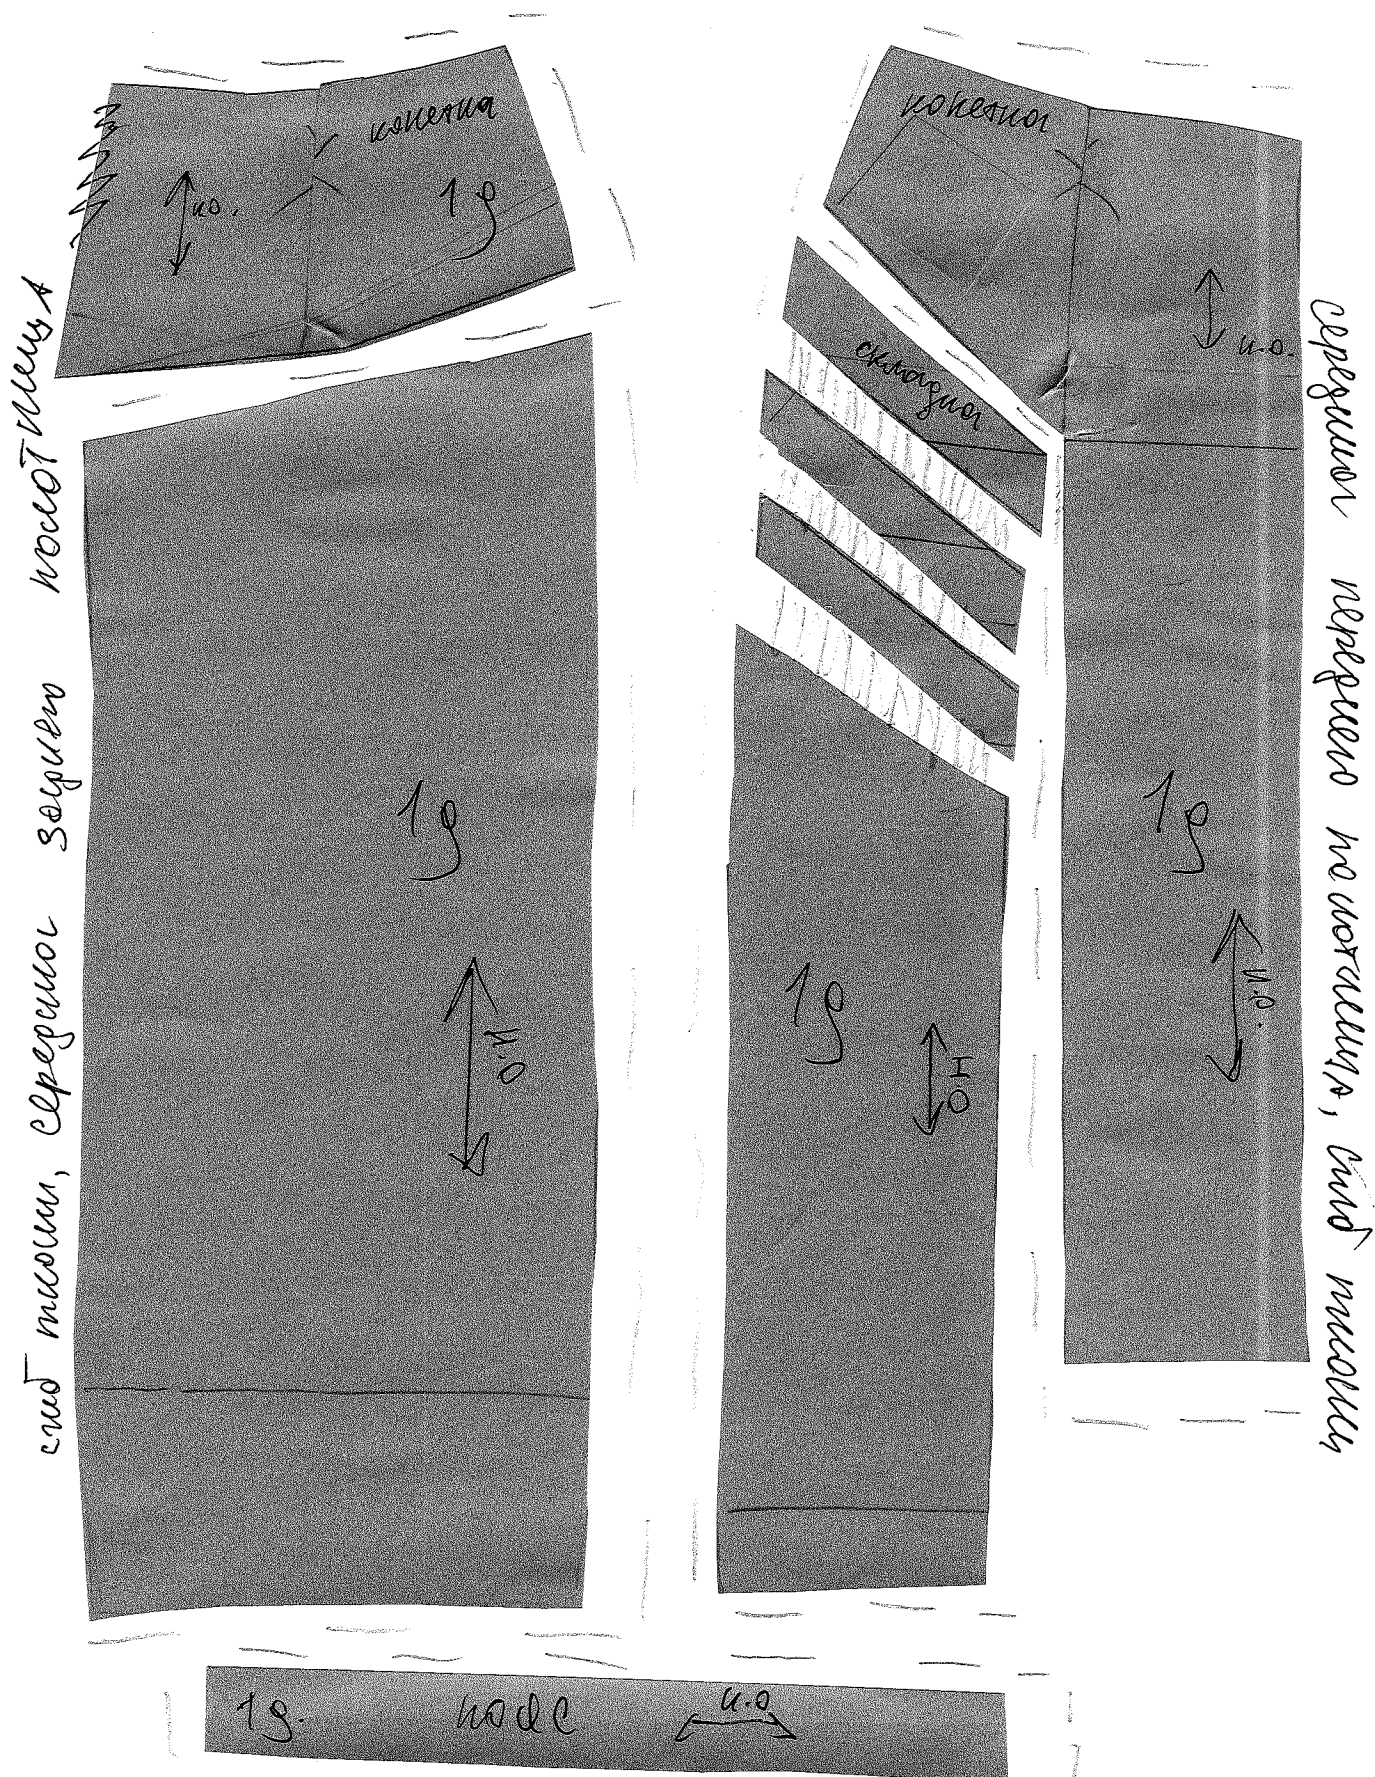 кокетка
1д
н.о.
кокетка
н.о.
складка
сгиб ткани, середина заднего полотнища
середина переднего полотнища, сгиб ткани
1д
н.о
1д
но
1д
н.о.
1д.
пояс
н.о